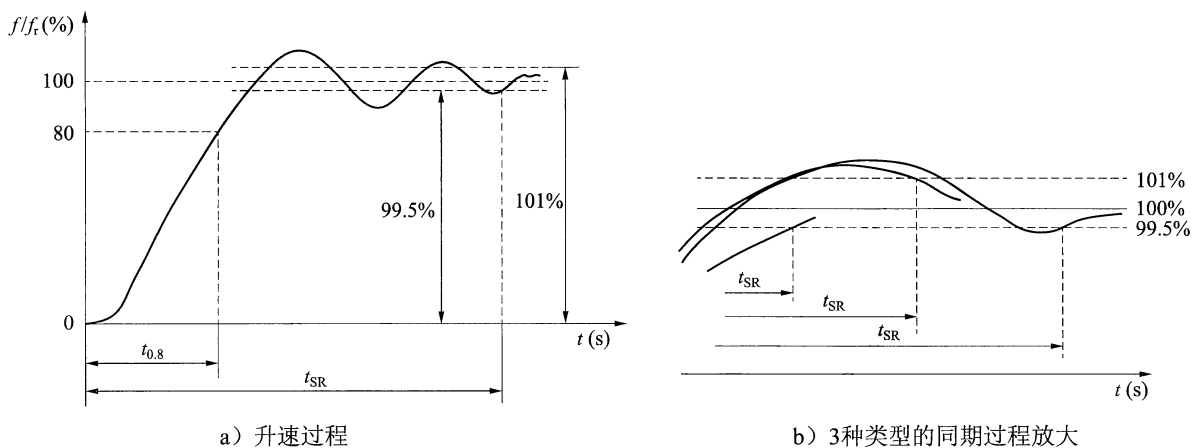 f/fr(%)
100
80
0
99.5%
101%
t(s)
t0.8
tSR
a）升速过程
101%
100%
99.5%
tSR
tSR
tSR
t(s)
b）3种类型的同期过程放大